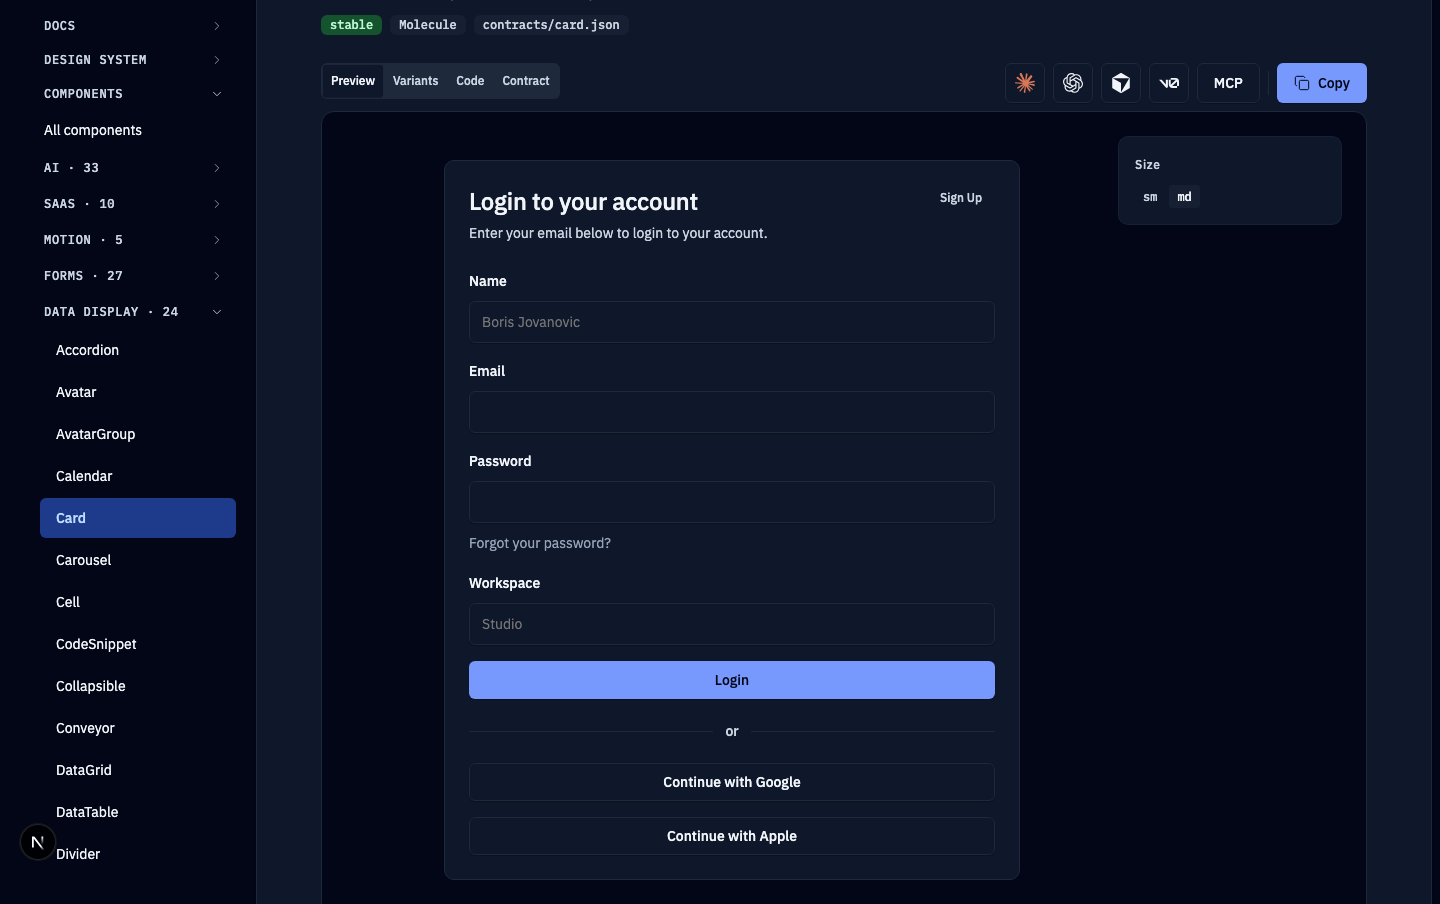 DOCS
DESIGN SYSTEM
COMPONENTS
All components
AI · 33
SAAS · 10
MOTION · 5
FORMS · 27
DATA DISPLAY · 24
Accordion
Avatar
AvatarGroup
Calendar
Card
Carousel
Cell
CodeSnippet
Collapsible
Conveyor
DataGrid
DataTable
Divider
N
stable Molecule contracts/card.json
Preview Variants Code Contract
v0 MCP Copy
Login to your account
Sign Up
Enter your email below to login to your account.
Name
Boris Jovanovic
Email
Password
Forgot your password?
Workspace
Studio
Login
or
Continue with Google
Continue with Apple
Size
sm md